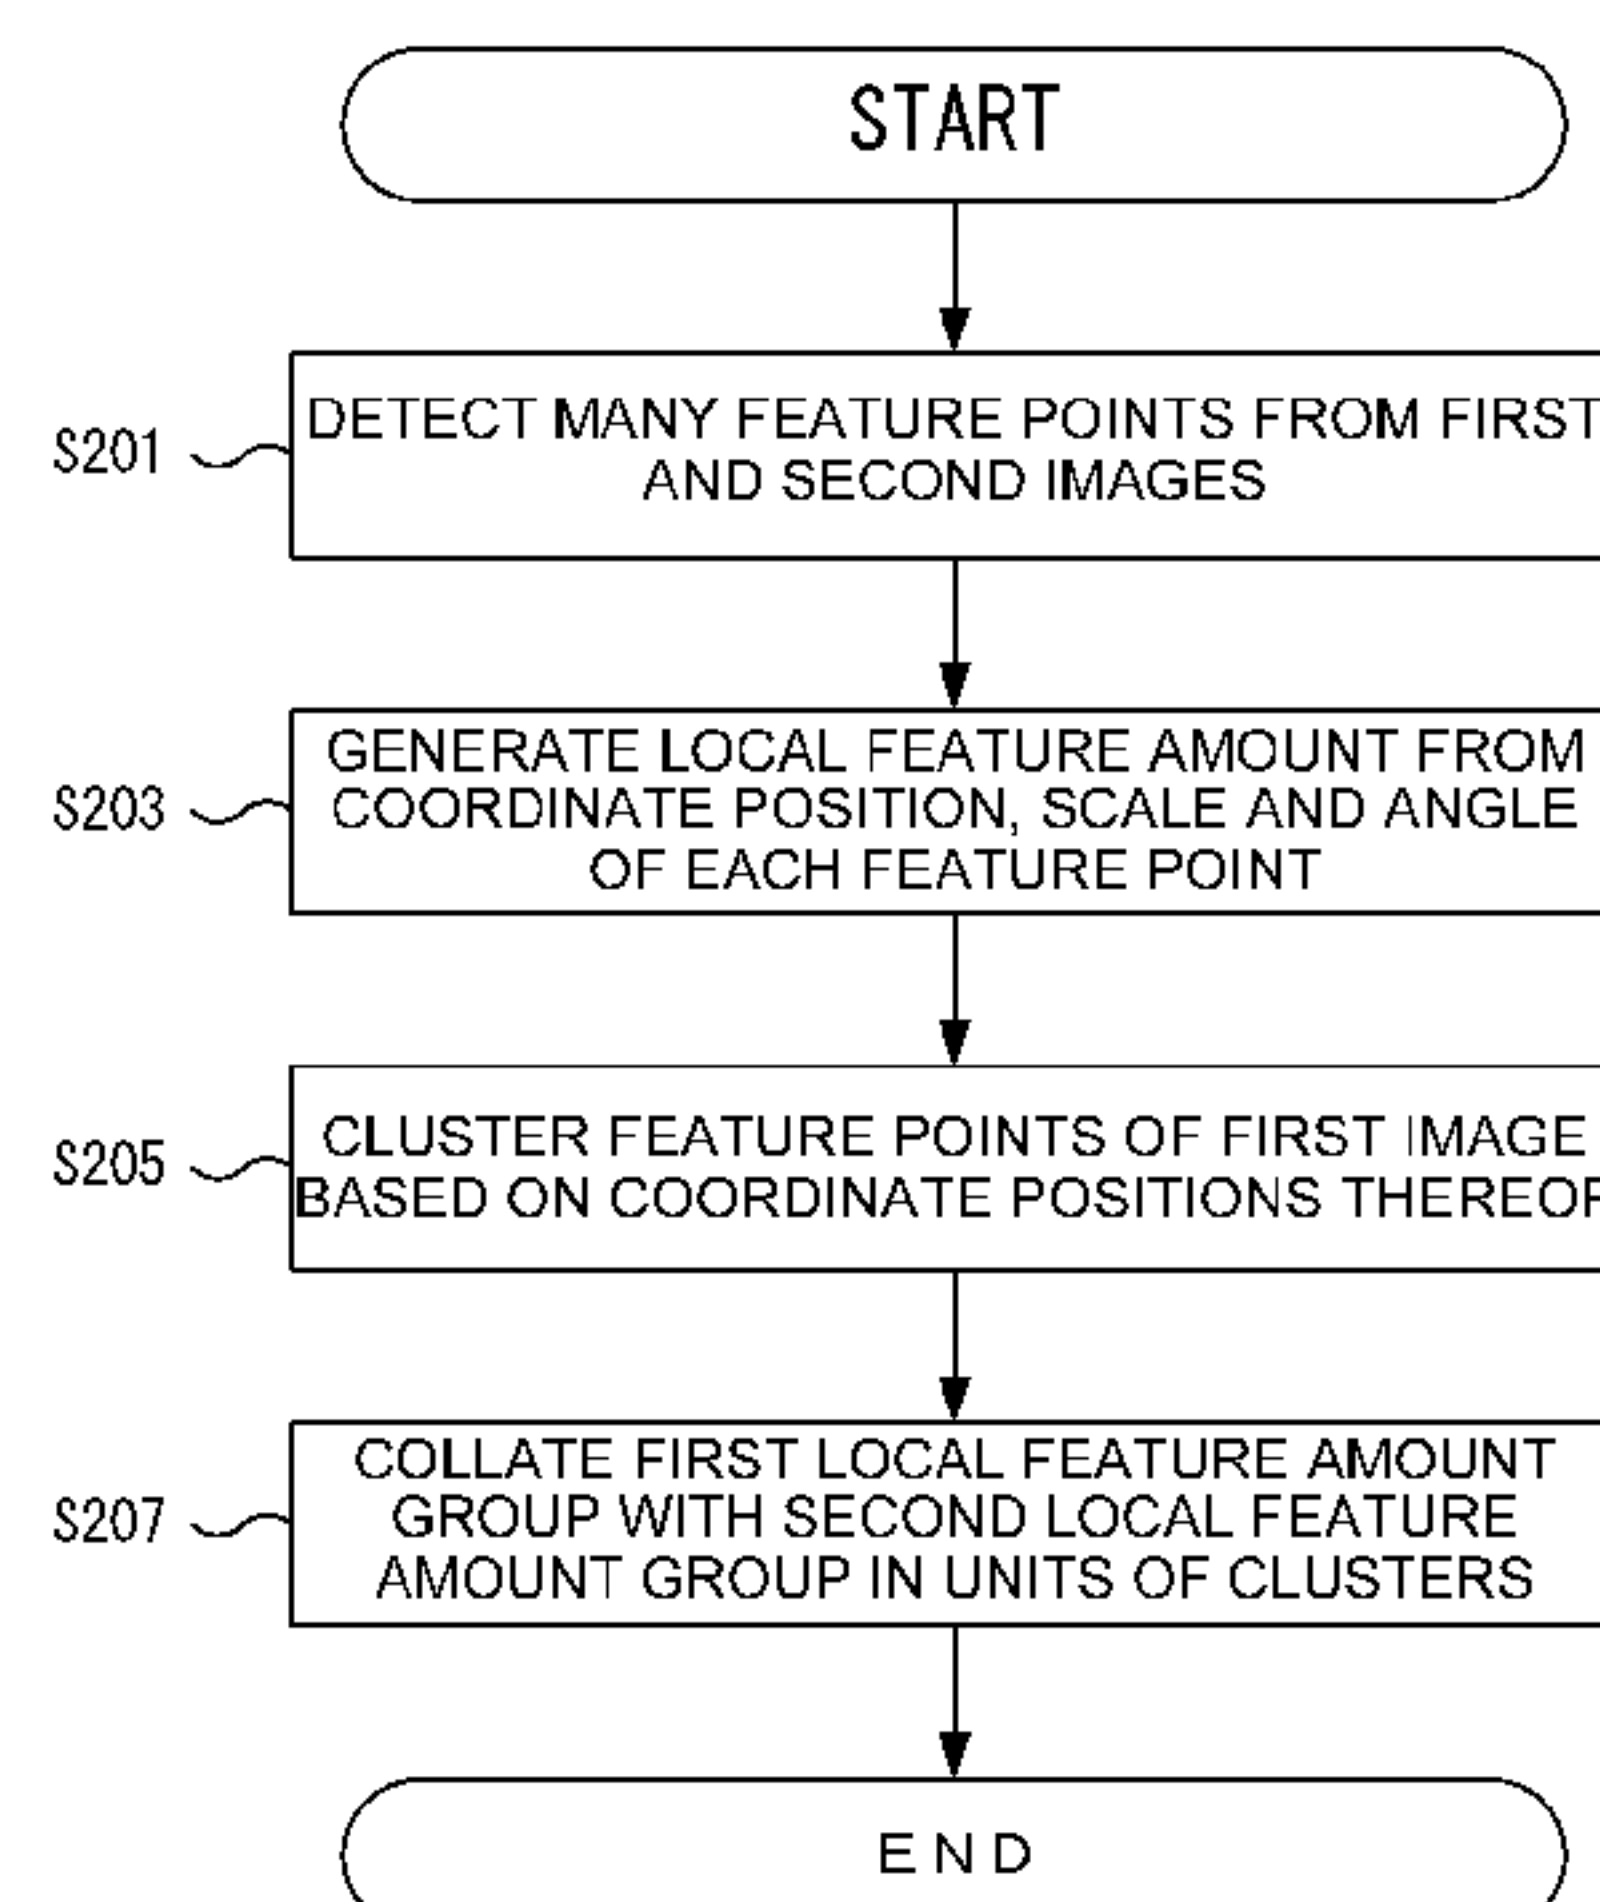 START
S201
DETECT MANY FEATURE POINTS FROM FIRST
AND SECOND IMAGES
S203
GENERATE LOCAL FEATURE AMOUNT FROM
COORDINATE POSITION, SCALE AND ANGLE
OF EACH FEATURE POINT
S205
CLUSTER FEATURE POINTS OF FIRST IMAGE
BASED ON COORDINATE POSITIONS THEREOF
S207
COLLATE FIRST LOCAL FEATURE AMOUNT
GROUP WITH SECOND LOCAL FEATURE
AMOUNT GROUP IN UNITS OF CLUSTERS
END